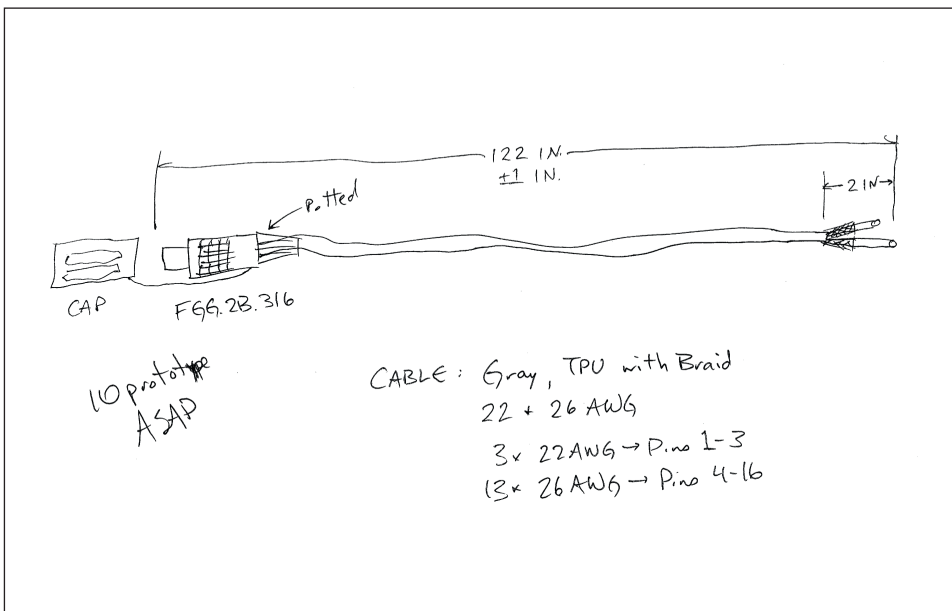 122 IN.
±1 IN.
2 IN
Potted
CAP
FGG.2B.316
10 prototype
ASAP
CABLE: Gray, TPU with Braid
22 + 26 AWG
3x 22AWG → Pins 1-3
13x 26AWG → Pins 4-16